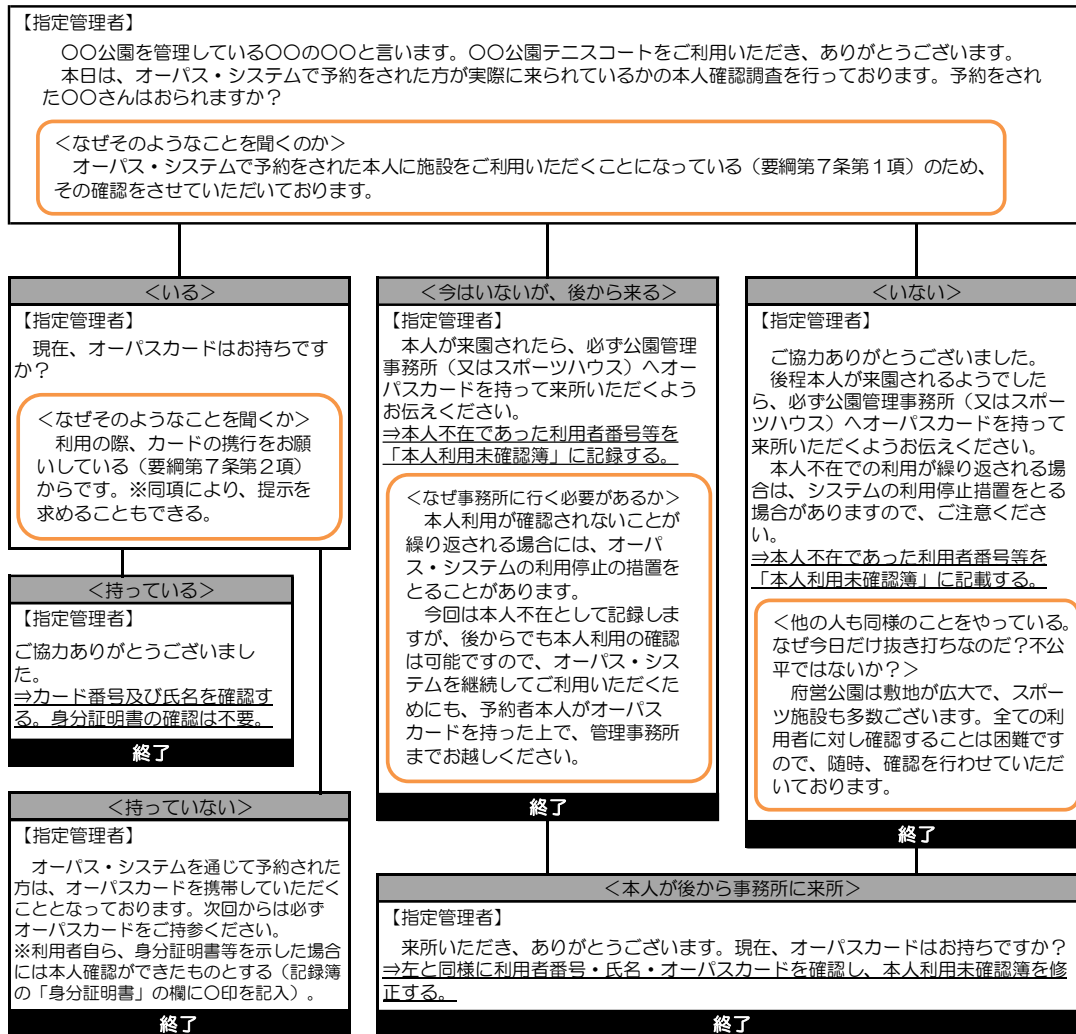 【指定管理者】
〇〇公園を管理している〇〇の〇〇と言います。〇〇公園テニスコートをご利用いただき、ありがとうございます。
本日は、オーパス・システムで予約をされた方が実際に来られているかの本人確認調査を行っております。予約をされ
た〇〇さんはおられますか？
＜なぜそのようなことを聞くのか＞
オーパス・システムで予約をされた本人に施設をご利用いただくことになっている（要綱第７条第１項）のため、
その確認をさせていただいております。
＜いる＞
【指定管理者】
現在、オーパスカードはお持ちです
か？
＜なぜそのようなことを聞くか＞
利用の際、カードの携行をお願
いしている（要綱第７条第２項）
からです。※同項により、提示を
求めることもできる。
＜持っている＞
【指定管理者】
ご協力ありがとうございまし
た。
⇒カード番号及び氏名を確認す
る。身分証明書の確認は不要。
終了
＜持っていない＞
【指定管理者】
オーパス・システムを通じて予約された
方は、オーパスカードを携帯していただく
こととなっております。次回からは必ず
オーパスカードをご持参ください。
※利用者自ら、身分証明書等を示した場合
には本人確認ができたものとする（記録簿
の「身分証明書」の欄に〇印を記入）。
終了
＜今はいないが、後から来る＞
【指定管理者】
本人が来園されたら、必ず公園管理
事務所（又はスポーツハウス）へオー
パスカードを持って来所いただくよう
お伝えください。
⇒本人不在であった利用者番号等を
「本人利用未確認簿」に記録する。
＜なぜ事務所に行く必要があるか＞
本人利用が確認されないことが
繰り返される場合には、オーパ
ス・システムの利用停止の措置を
とることがあります。
今回は本人不在として記録しま
すが、後からでも本人利用の確認
は可能ですので、オーパス・シス
テムを継続してご利用いただくた
めにも、予約者本人がオーパス
カードを持った上で、管理事務所
までお越しください。
終了
＜いない＞
【指定管理者】
ご協力ありがとうございました。
後程本人が来園されるようでした
ら、必ず公園管理事務所（又はスポー
ツハウス）へオーパスカードを持って
来所いただくようお伝えください。
本人不在での利用が繰り返される場
合は、システムの利用停止措置をとる
場合がありますので、ご注意くださ
い。
⇒本人不在であった利用者番号等を
「本人利用未確認簿」に記載する。
＜他の人も同様のことをやっている。
なぜ今日だけ抜き打ちなのだ？不公
平ではないか？＞
府営公園は敷地が広大で、スポー
ツ施設も多数ございます。全ての利
用者に対し確認することは困難です
ので、随時、確認を行わせていただ
いております。
終了
＜本人が後から事務所に来所＞
【指定管理者】
来所いただき、ありがとうございます。現在、オーパスカードはお持ちですか？
⇒左と同様に利用者番号・氏名・オーパスカードを確認し、本人利用未確認簿を修
正する。
終了